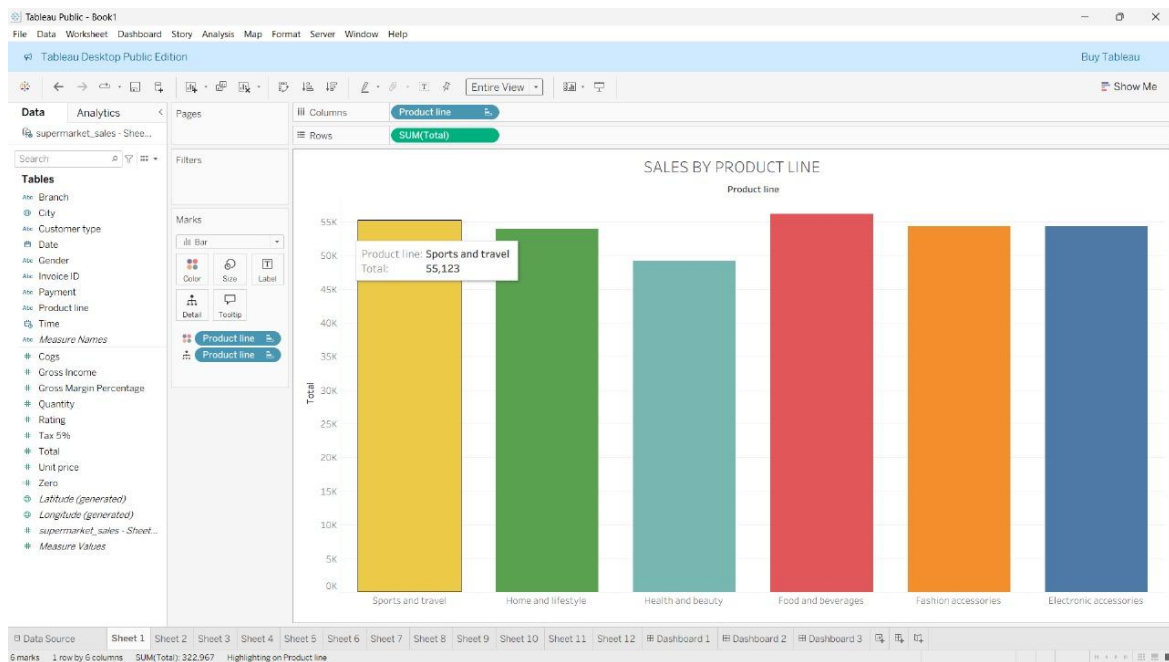 Tableau Public - Book1
File Data Worksheet Dashboard Story Analysis Map Format Server Window Help
Tableau Desktop Public Edition
Buy Tableau
Entire View
Show Me
Data Analytics
supermarket_sales - Shee...
Search
Tables
Abc Branch
City
Abc Customer type
Date
Abc Gender
Abc Invoice ID
Abc Payment
Abc Product line
Time
Abc Measure Names
# Cogs
# Gross Income
# Gross Margin Percentage
# Quantity
# Rating
# Tax 5%
# Total
# Unit price
# Zero
Latitude (generated)
Longitude (generated)
# supermarket_sales - Sheet...
# Measure Values
Pages
Filters
Marks
Bar
Color Size Label
Detail Tooltip
Product line
Product line
Columns Product line
Rows SUM(Total)
SALES BY PRODUCT LINE
Product line
55K
50K
45K
40K
35K
30K
25K
20K
15K
10K
5K
0K
Total
Product line: Sports and travel
Total: 55,123
Sports and travel Home and lifestyle Health and beauty Food and beverages Fashion accessories Electronic accessories
Data Source Sheet 1 Sheet 2 Sheet 3 Sheet 4 Sheet 5 Sheet 6 Sheet 7 Sheet 8 Sheet 9 Sheet 10 Sheet 11 Sheet 12 Dashboard 1 Dashboard 2 Dashboard 3
6 marks 1 row by 6 columns SUM(Total): 322,967 Highlighting on Product line